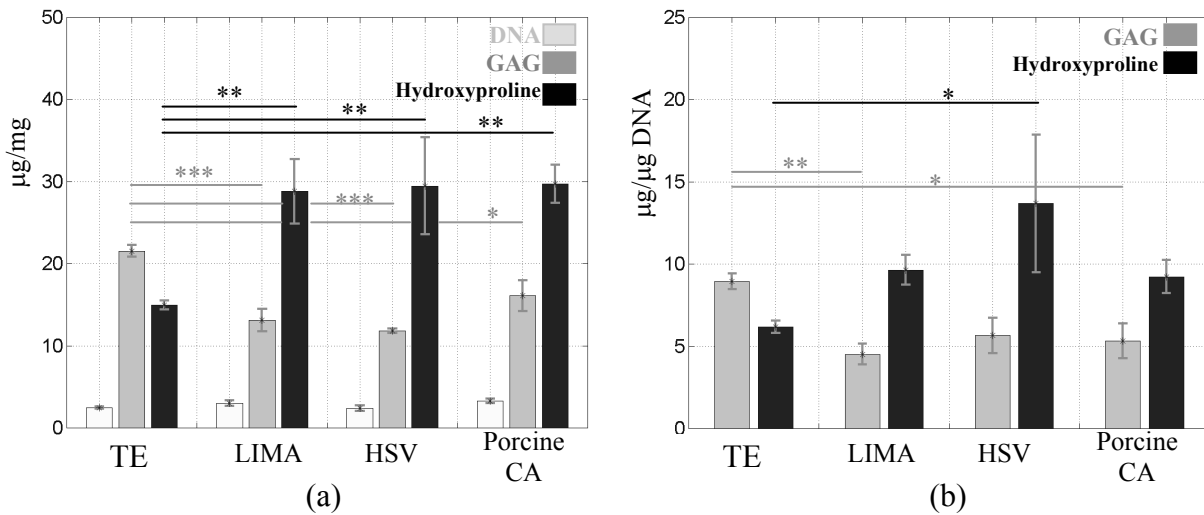 50
40
30
20
10
0
µg/mg
DNA
GAG
Hydroxyproline
**
**
**
***
***
*
TE
LIMA
HSV
Porcine
CA
(a)
25
20
15
10
5
0
µg/µg DNA
GAG
Hydroxyproline
*
**
*
TE
LIMA
HSV
Porcine
CA
(b)